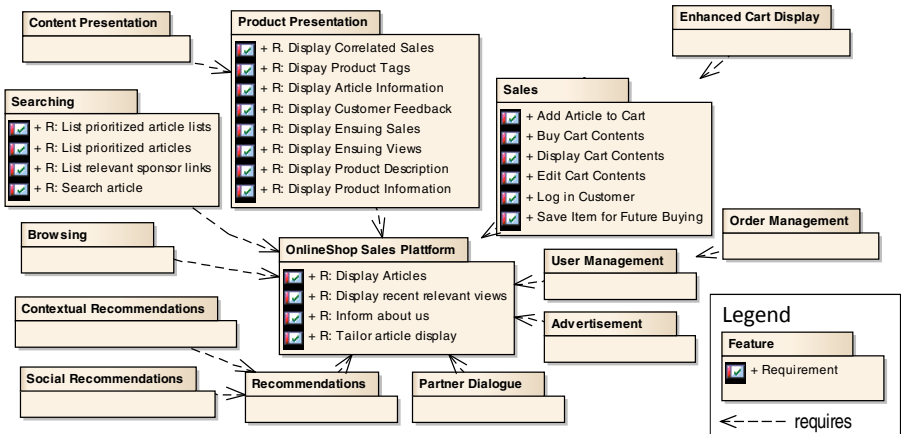 Content Presentation
Product Presentation
+ R: Display Correlated Sales
+ R: Dispay Product Tags
+ R: Display Article Information
+ R: Display Customer Feedback
+ R: Display Ensuing Sales
+ R: Display Ensuing Views
+ R: Display Product Description
+ R: Display Product Information
Enhanced Cart Display
Searching
+ R: List prioritized article lists
+ R: List prioritized articles
+ R: List relevant sponsor links
+ R: Search article
Sales
+ Add Article to Cart
+ Buy Cart Contents
+ Display Cart Contents
+ Edit Cart Contents
+ Log in Customer
+ Save Item for Future Buying
Browsing
OnlineShop Sales Plattform
+ R: Display Articles
+ R: Display recent relevant views
+ R: Inform about us
+ R: Tailor article display
User Management
Order Management
Contextual Recommendations
Advertisement
Social Recommendations
Recommendations
Partner Dialogue
Legend
Feature
+ Requirement
requires